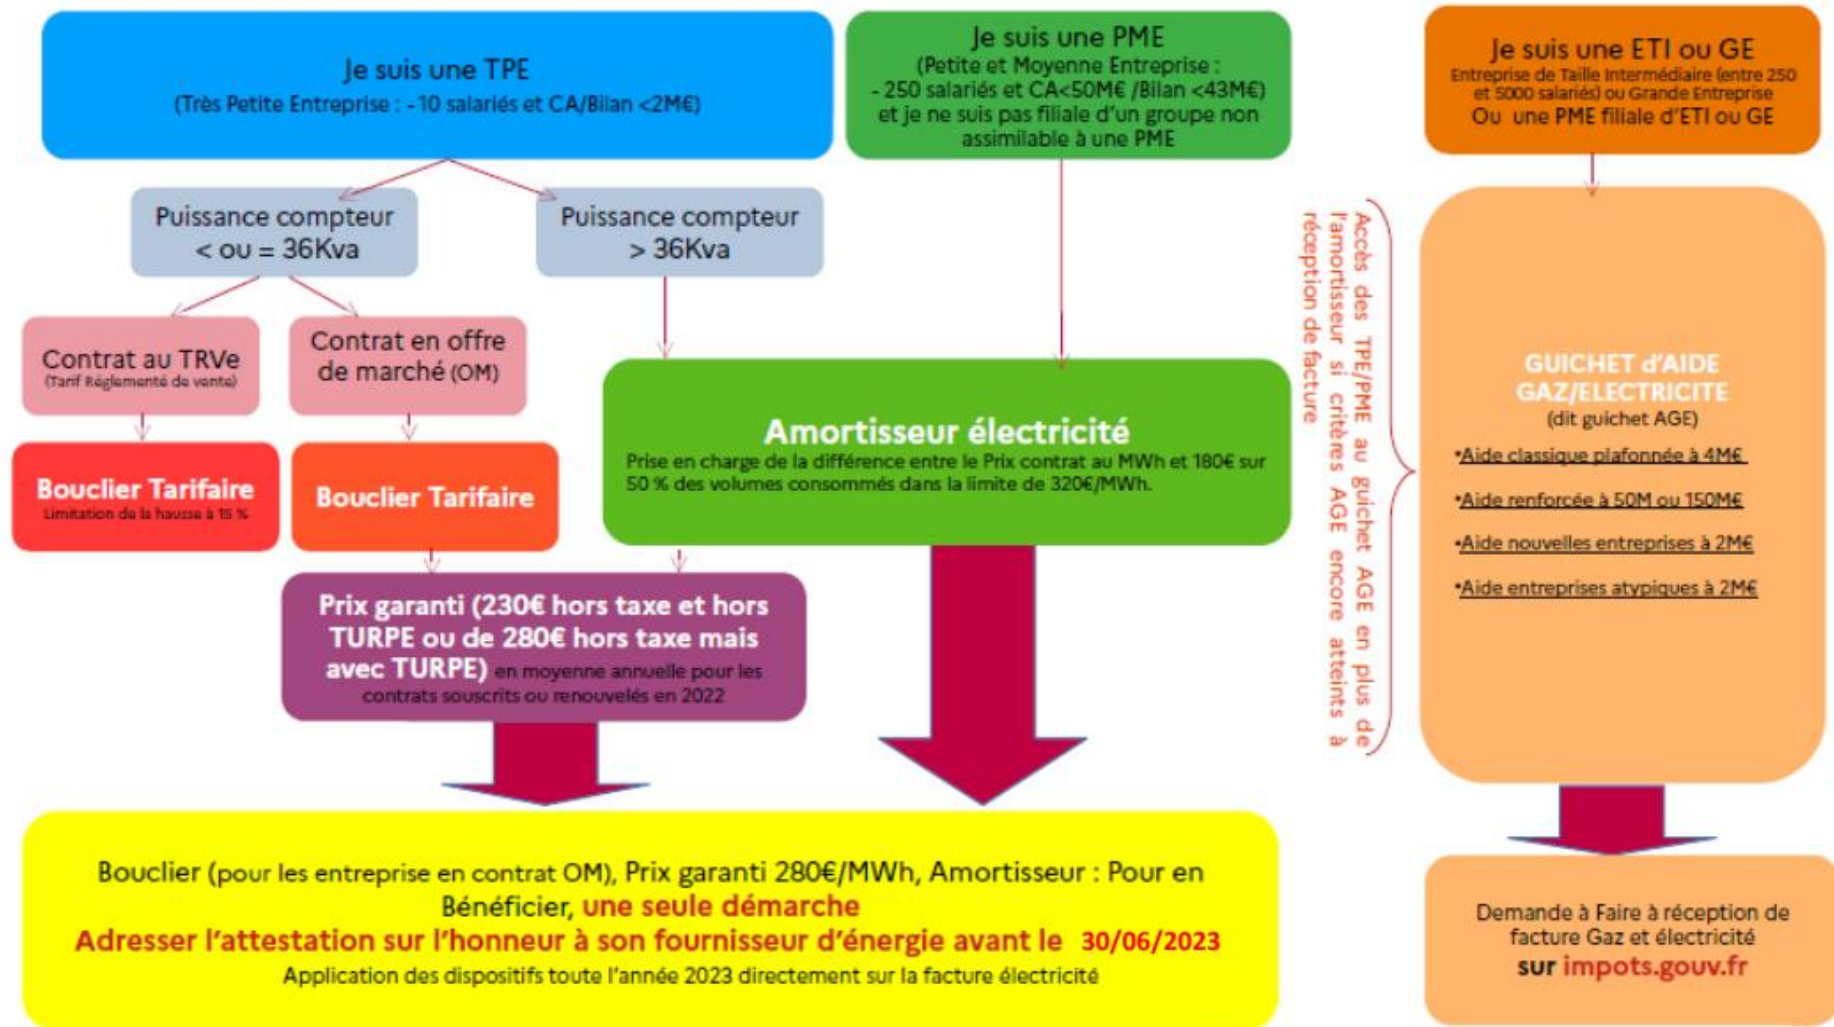 Je suis une TPE
(Très Petite Entreprise : -10 salariés et CA/Bilan <2M€)
Je suis une PME
(Petite et Moyenne Entreprise :
- 250 salariés et CA<50M€ /Bilan <43M€)
et je ne suis pas filiale d'un groupe non
assimilable à une PME
Je suis une ETI ou GE
Entreprise de Taille Intermédiaire (entre 250
et 5000 salariés) ou Grande Entreprise
Ou une PME filiale d'ETI ou GE
Puissance compteur
< ou = 36Kva
Puissance compteur
> 36Kva
Contrat au TRVe
(Tarif Réglementé de vente)
Contrat en offre
de marché (OM)
Bouclier Tarifaire
Limitation de la hausse à 15 %
Bouclier Tarifaire
Amortisseur électricité
Prise en charge de la différence entre le Prix contrat au MWh et 180€ sur
50 % des volumes consommés dans la limite de 320€/MWh.
Prix garanti (230€ hors taxe et hors
TURPE ou de 280€ hors taxe mais
avec TURPE) en moyenne annuelle pour les
contrats souscrits ou renouvelés en 2022
Accès des TPE/PME au guichet AGE en plus de
l'amortisseur si critères AGE encore atteints à
réception de facture
GUICHET d'AIDE
GAZ/ELECTRICITE
(dit guichet AGE)
•Aide classique plafonnée à 4M€
•Aide renforcée à 50M ou 150M€
•Aide nouvelles entreprises à 2M€
•Aide entreprises atypiques à 2M€
Bouclier (pour les entreprise en contrat OM), Prix garanti 280€/MWh, Amortisseur : Pour en
Bénéficier, une seule démarche
Adresser l'attestation sur l'honneur à son fournisseur d'énergie avant le 30/06/2023
Application des dispositifs toute l'année 2023 directement sur la facture électricité
Demande à Faire à réception de
facture Gaz et électricité
sur impots.gouv.fr